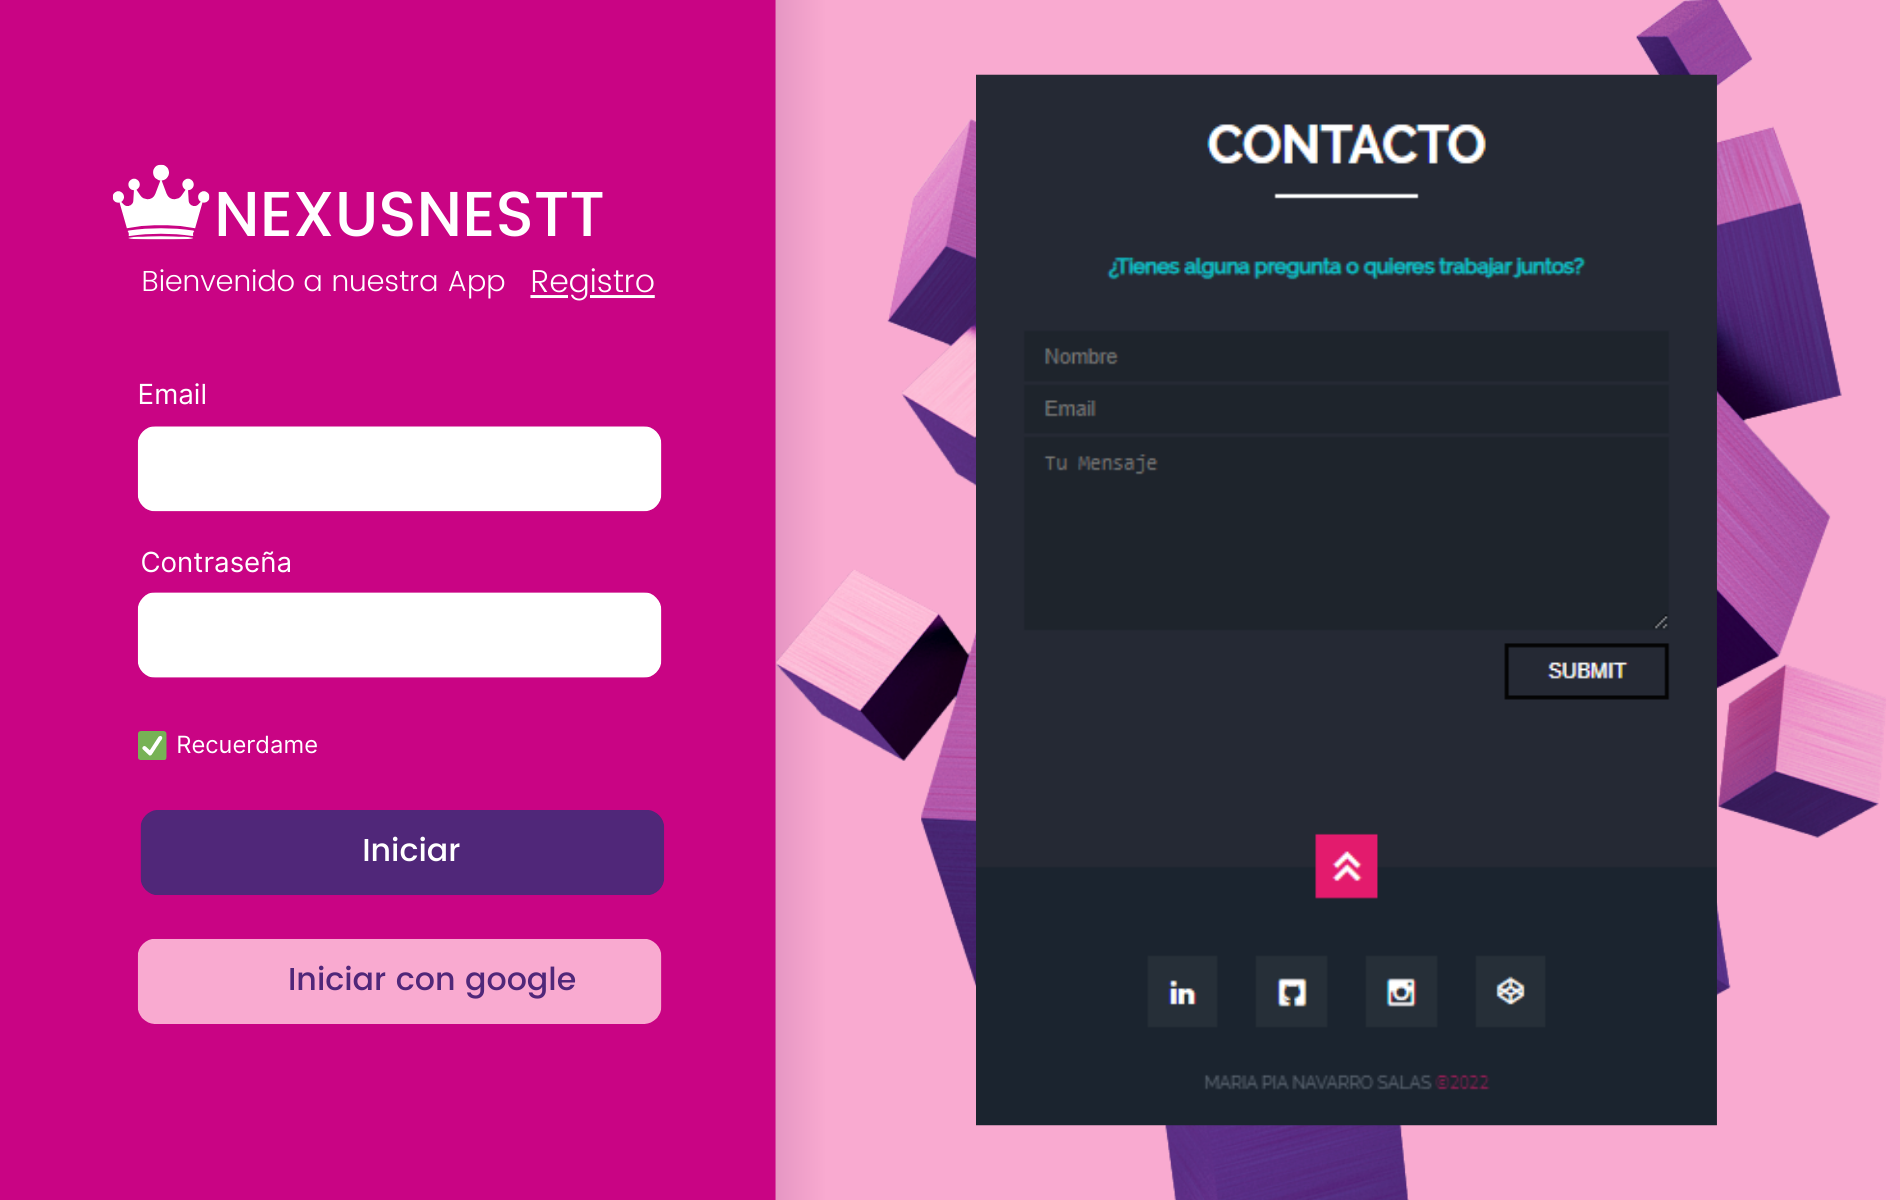 NEXUSNESTT
Bienvenido a nuestra App Registro
Email
Contraseña
Recuerdame
Iniciar
Iniciar con google
CONTACTO
¿Tienes alguna pregunta o quieres trabajar juntos?
Nombre
Email
Tu Mensaje
SUBMIT
in
MARIA PIA NAVARRO SALAS ©2022